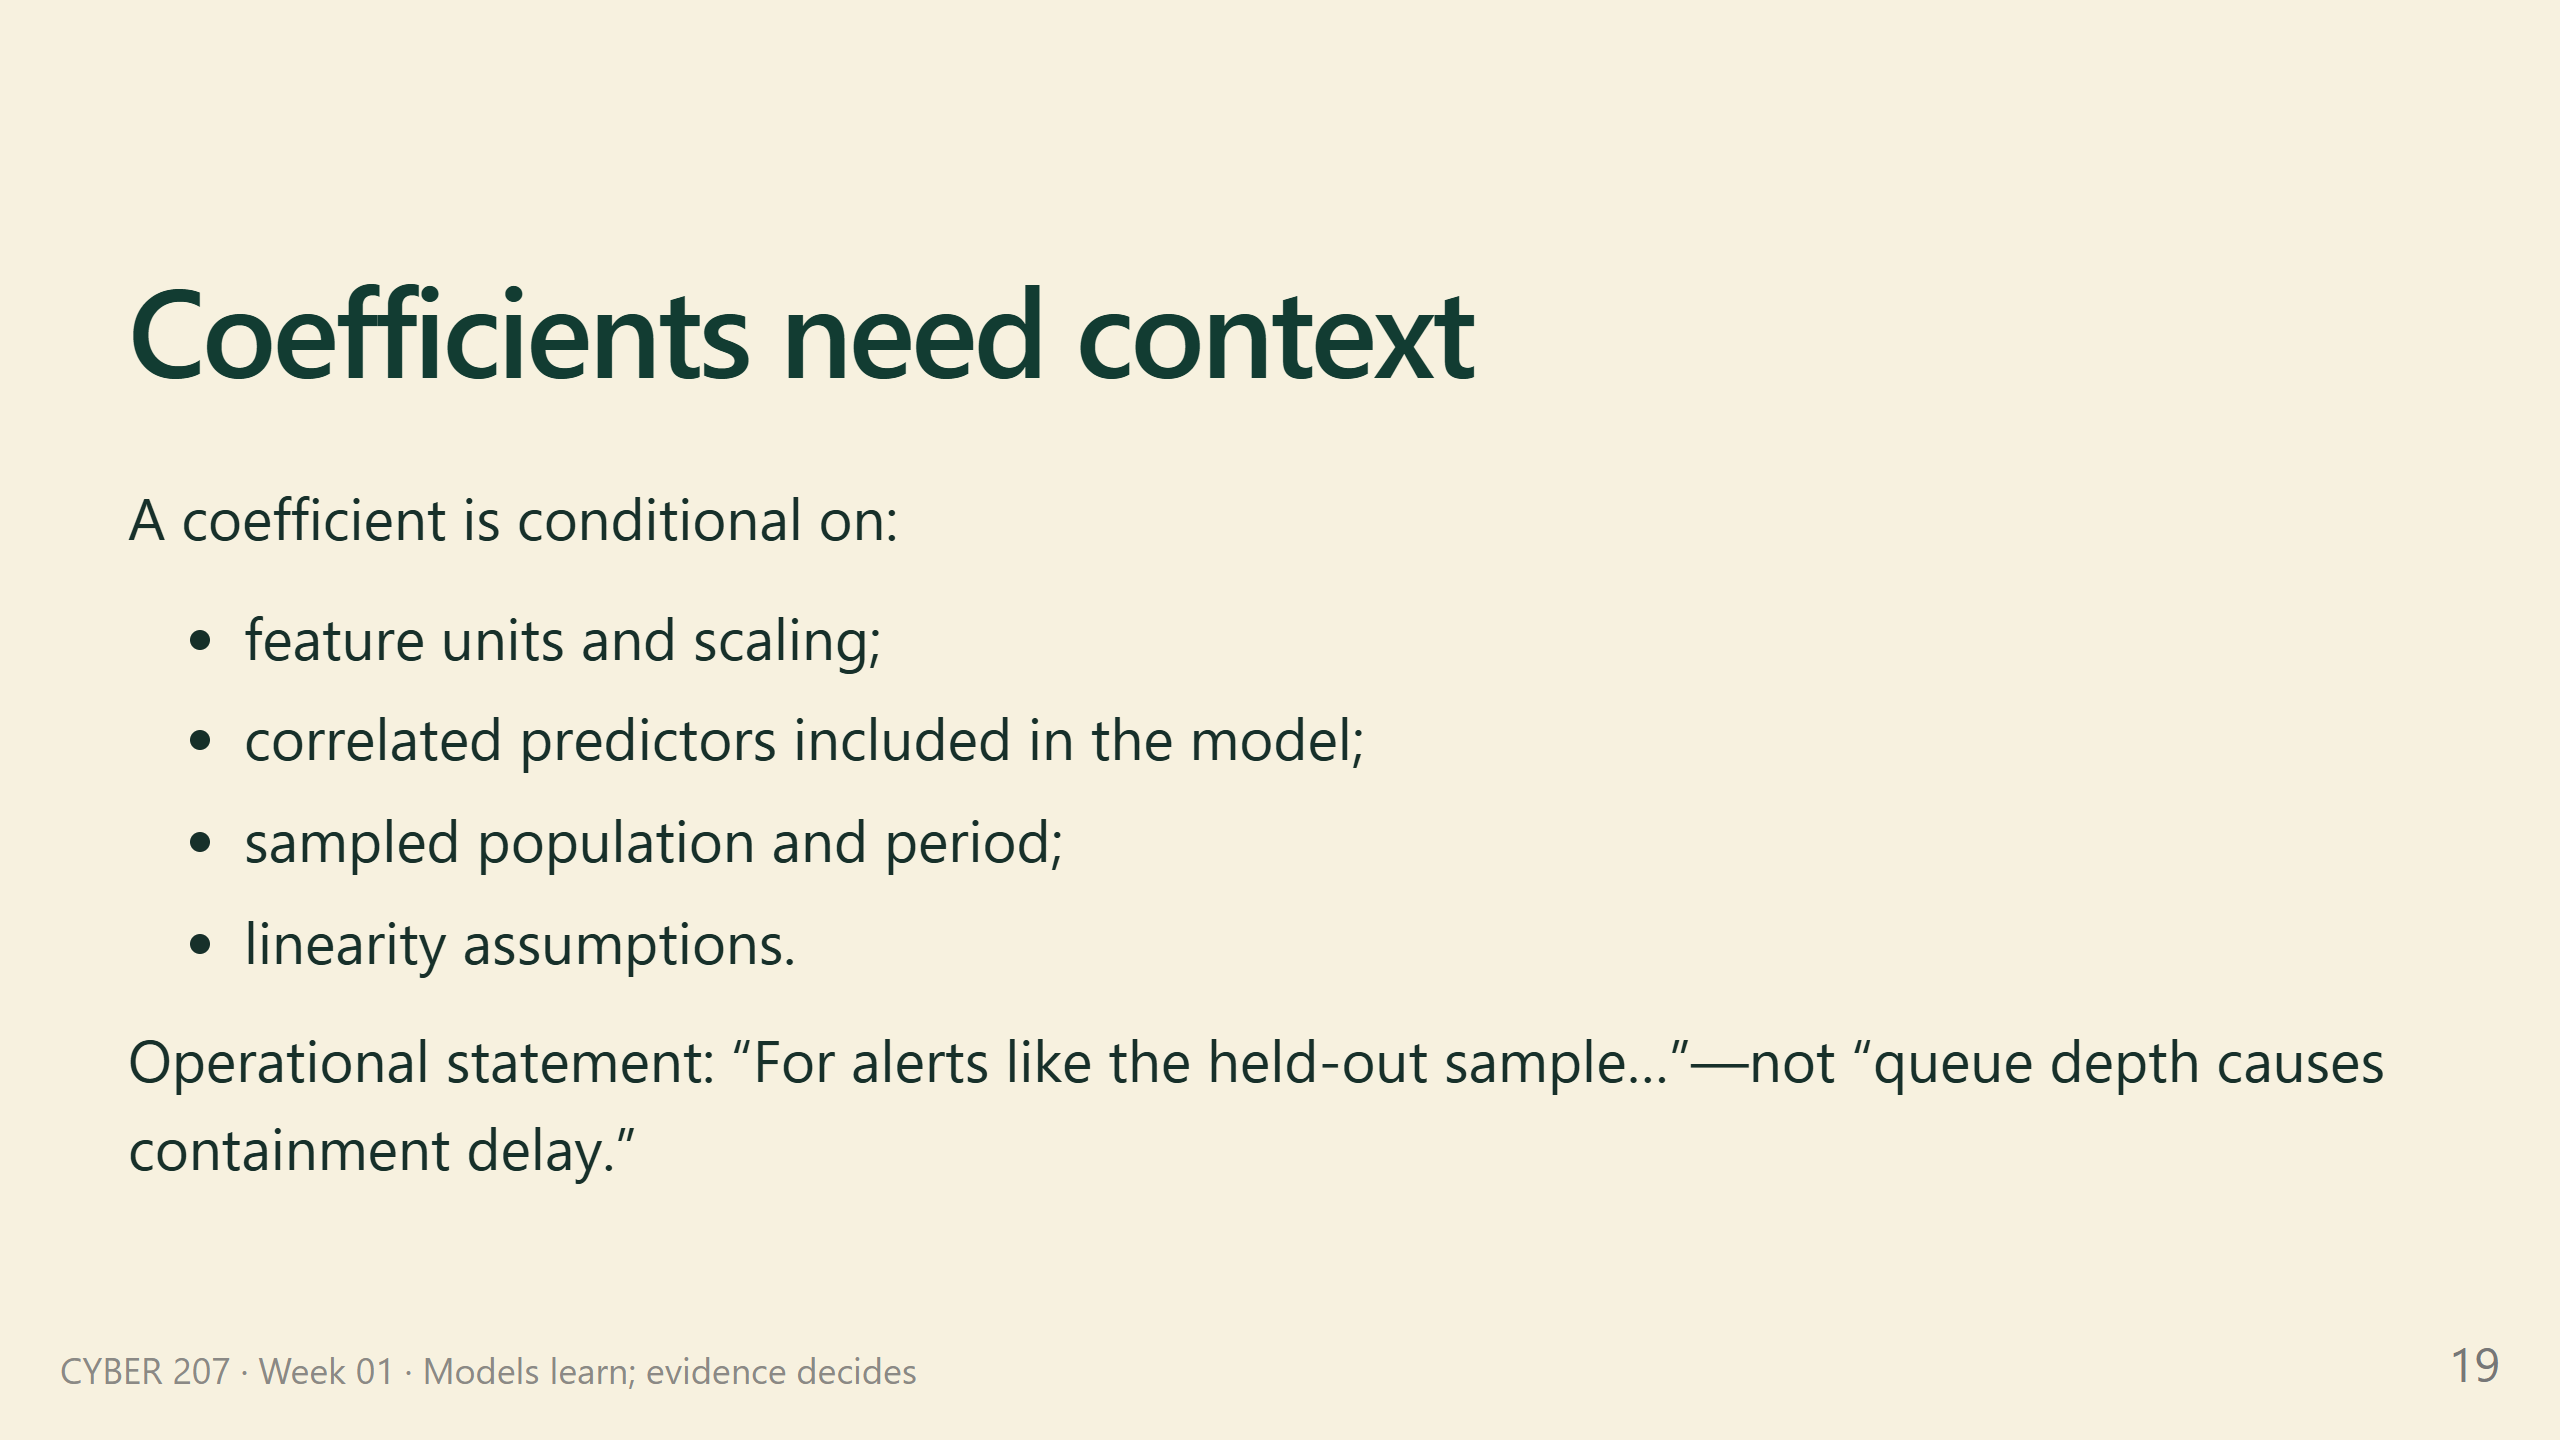 Coefficients need context
A coefficient is conditional on:
• feature units and scaling;
• correlated predictors included in the model;
• sampled population and period;
• linearity assumptions.
Operational statement: “For alerts like the held-out sample…”—not “queue depth causes
containment delay.”
CYBER 207 · Week 01 · Models learn; evidence decides
19